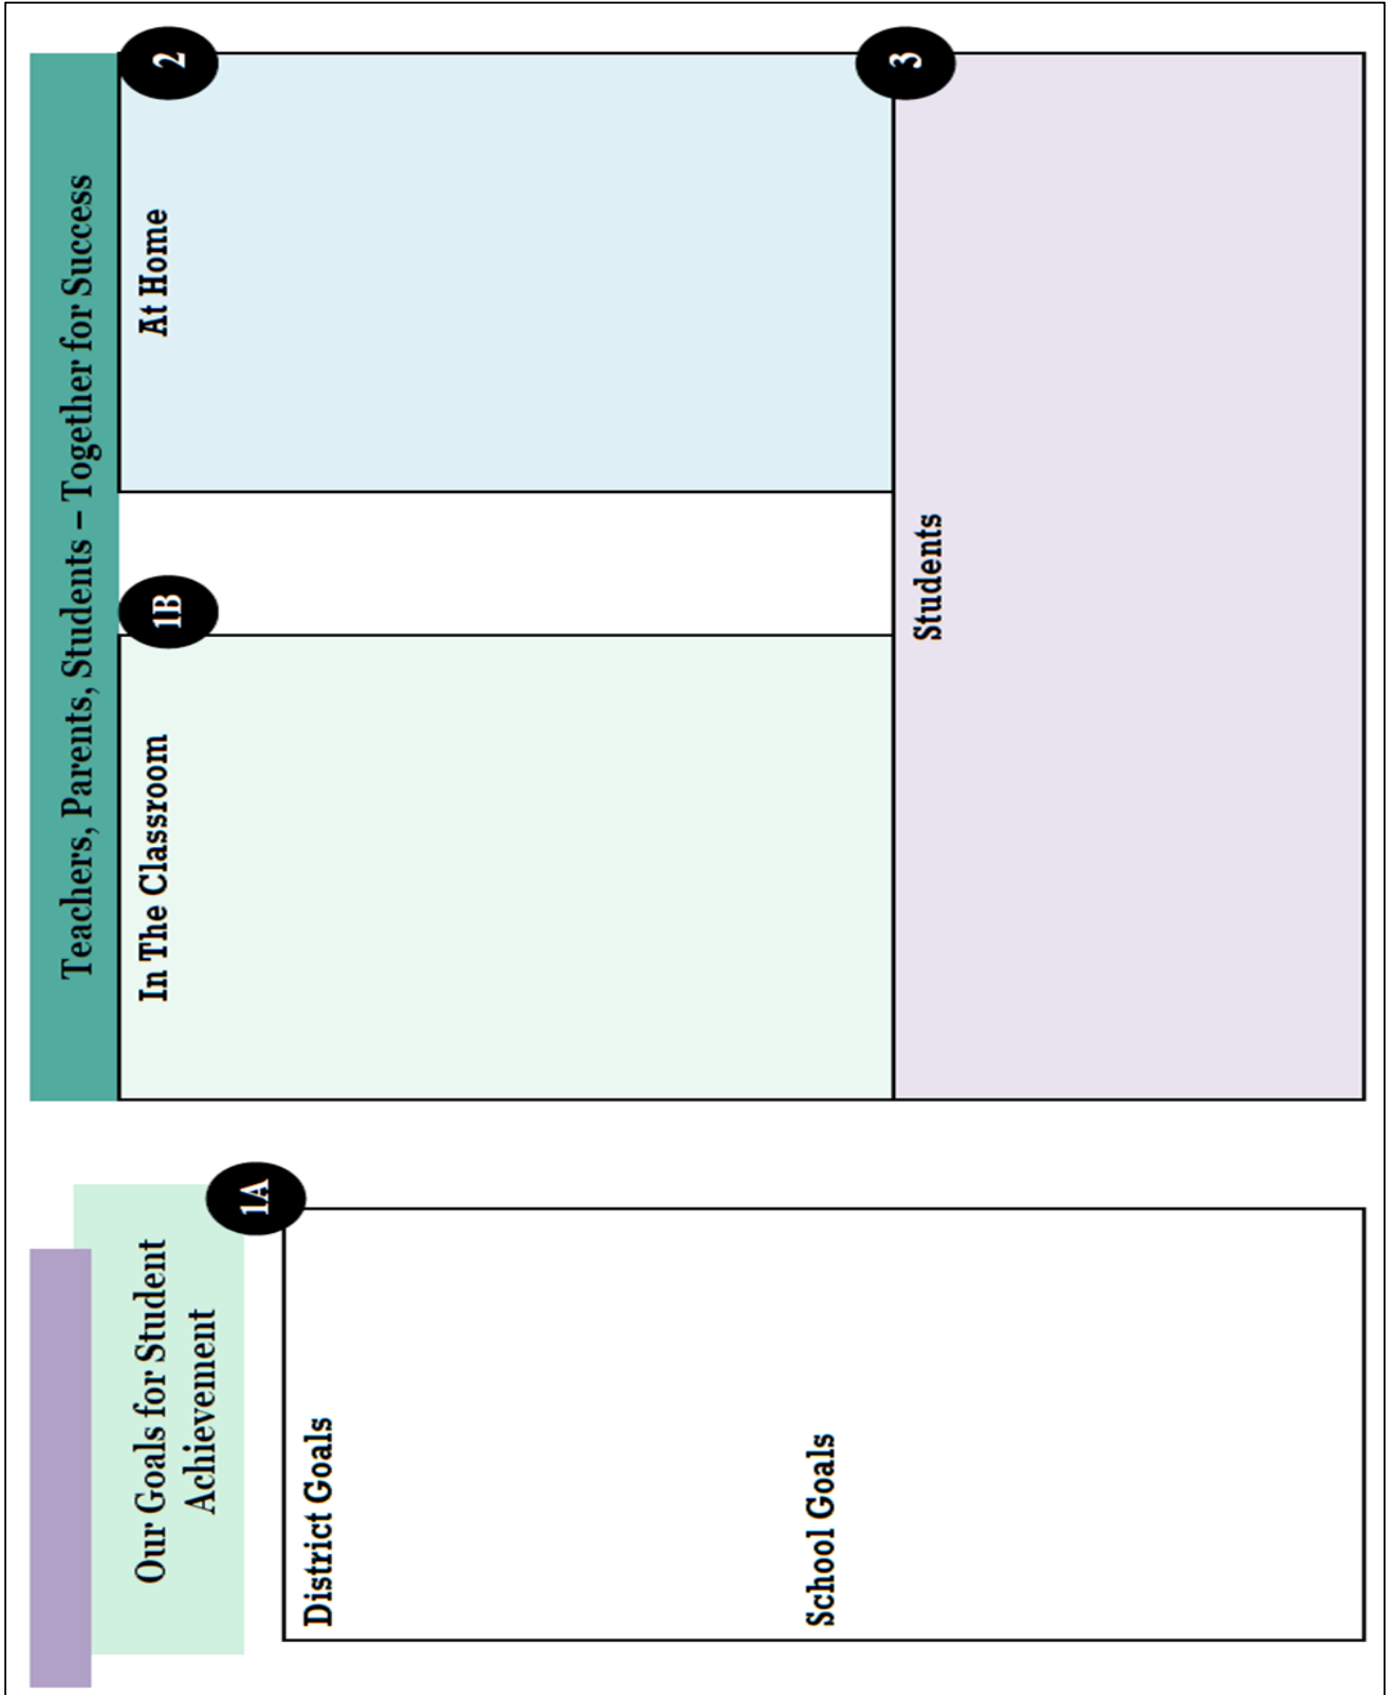 Our Goals for Student
Achievement
1A
District Goals
School Goals
Teachers, Parents, Students – Together for Success
1B
In The Classroom
2
At Home
3
Students